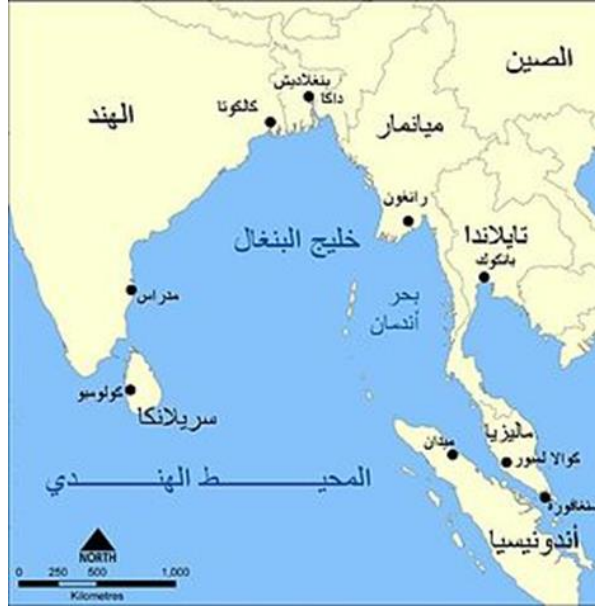 الصين
بنغلاديش
داكا
كالكوتا
الهند
ميانمار
رانغون
خليج البنغال
تايلاندا
بانكوك
بحر
أندمان
مدراس
كولومبو
سريلانكا
ماليزيا
ميدان
كوالا لمبور
المحيـــــط الهنـــــدي
سنغافورة
أندونيسيا
NORTH
0 250 500 1,000
Kilometres